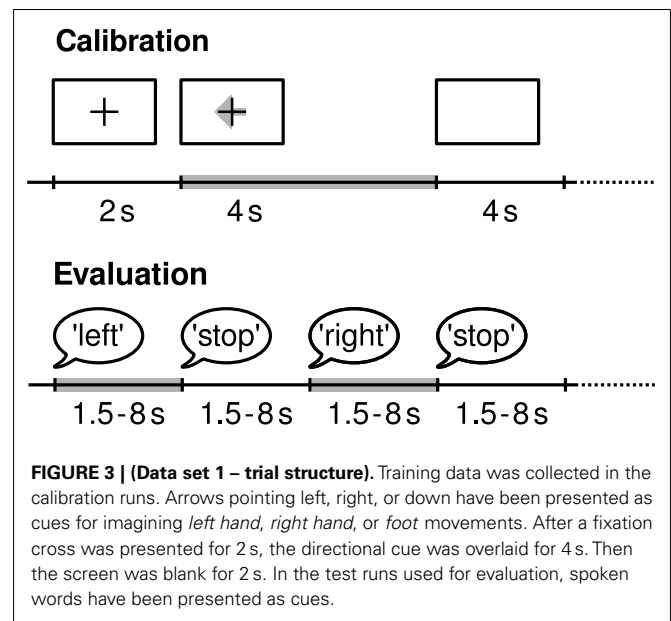 Calibration
2 s 4 s 4 s
Evaluation
'left' 'stop' 'right' 'stop'
1.5-8 s 1.5-8 s 1.5-8 s 1.5-8 s
FIGURE 3 | (Data set 1 – trial structure). Training data was collected in the
calibration runs. Arrows pointing left, right, or down have been presented as
cues for imagining left hand, right hand, or foot movements. After a fixation
cross was presented for 2 s, the directional cue was overlaid for 4 s. Then
the screen was blank for 2 s. In the test runs used for evaluation, spoken
words have been presented as cues.